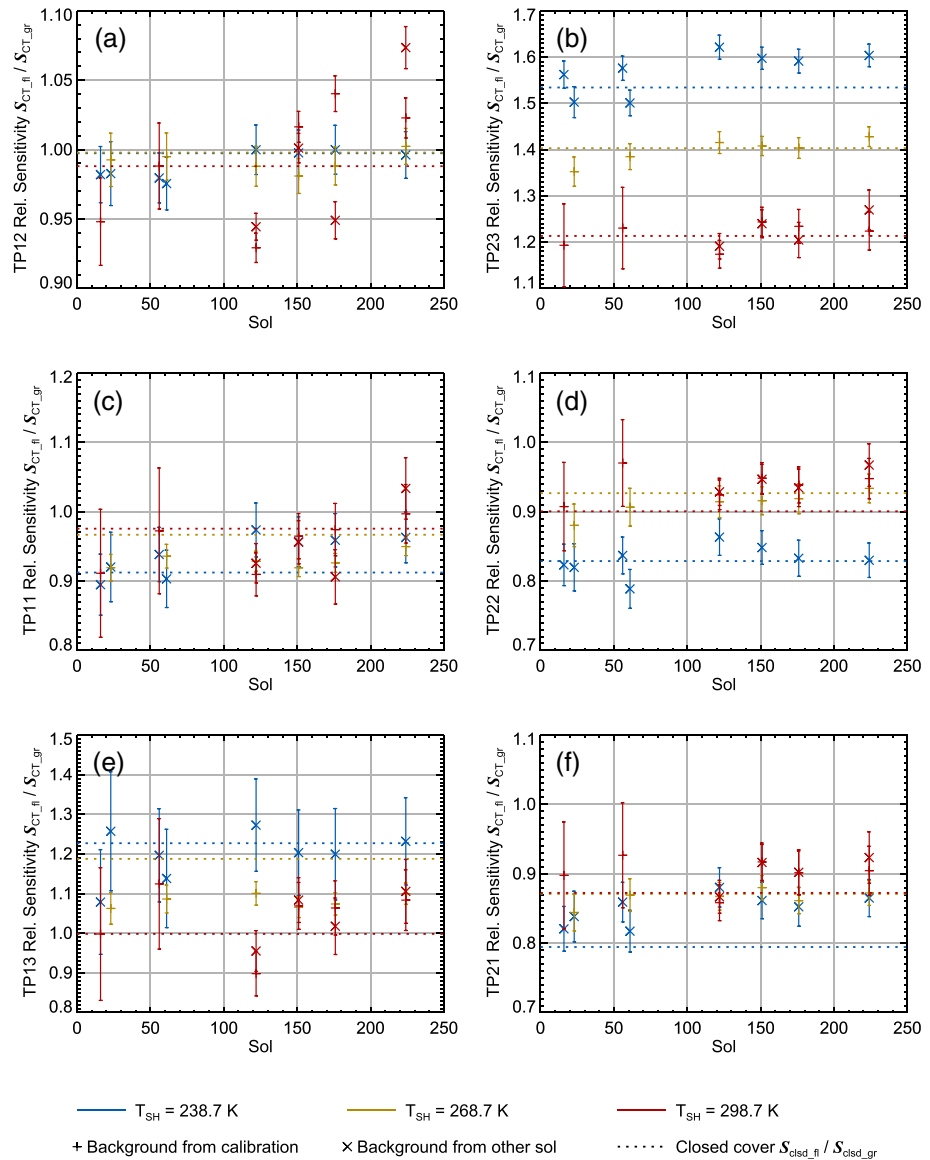 (a)
TP12 Rel. Sensitivity S_CT_fl / S_CT_gr
1.10
1.05
1.00
0.95
0.90
0 50 100 150 200 250
Sol
(b)
TP23 Rel. Sensitivity S_CT_fl / S_CT_gr
1.6
1.5
1.4
1.3
1.2
1.1
0 50 100 150 200 250
Sol
(c)
TP11 Rel. Sensitivity S_CT_fl / S_CT_gr
1.2
1.1
1.0
0.9
0.8
0 50 100 150 200 250
Sol
(d)
TP22 Rel. Sensitivity S_CT_fl / S_CT_gr
1.1
1.0
0.9
0.8
0.7
0 50 100 150 200 250
Sol
(e)
TP13 Rel. Sensitivity S_CT_fl / S_CT_gr
1.5
1.4
1.3
1.2
1.1
1.0
0.9
0.8
0 50 100 150 200 250
Sol
(f)
TP21 Rel. Sensitivity S_CT_fl / S_CT_gr
1.1
1.0
0.9
0.8
0.7
0 50 100 150 200 250
Sol
T_SH = 238.7 K
T_SH = 268.7 K
T_SH = 298.7 K
+ Background from calibration
× Background from other sol
Closed cover S_clsd_fl / S_clsd_gr